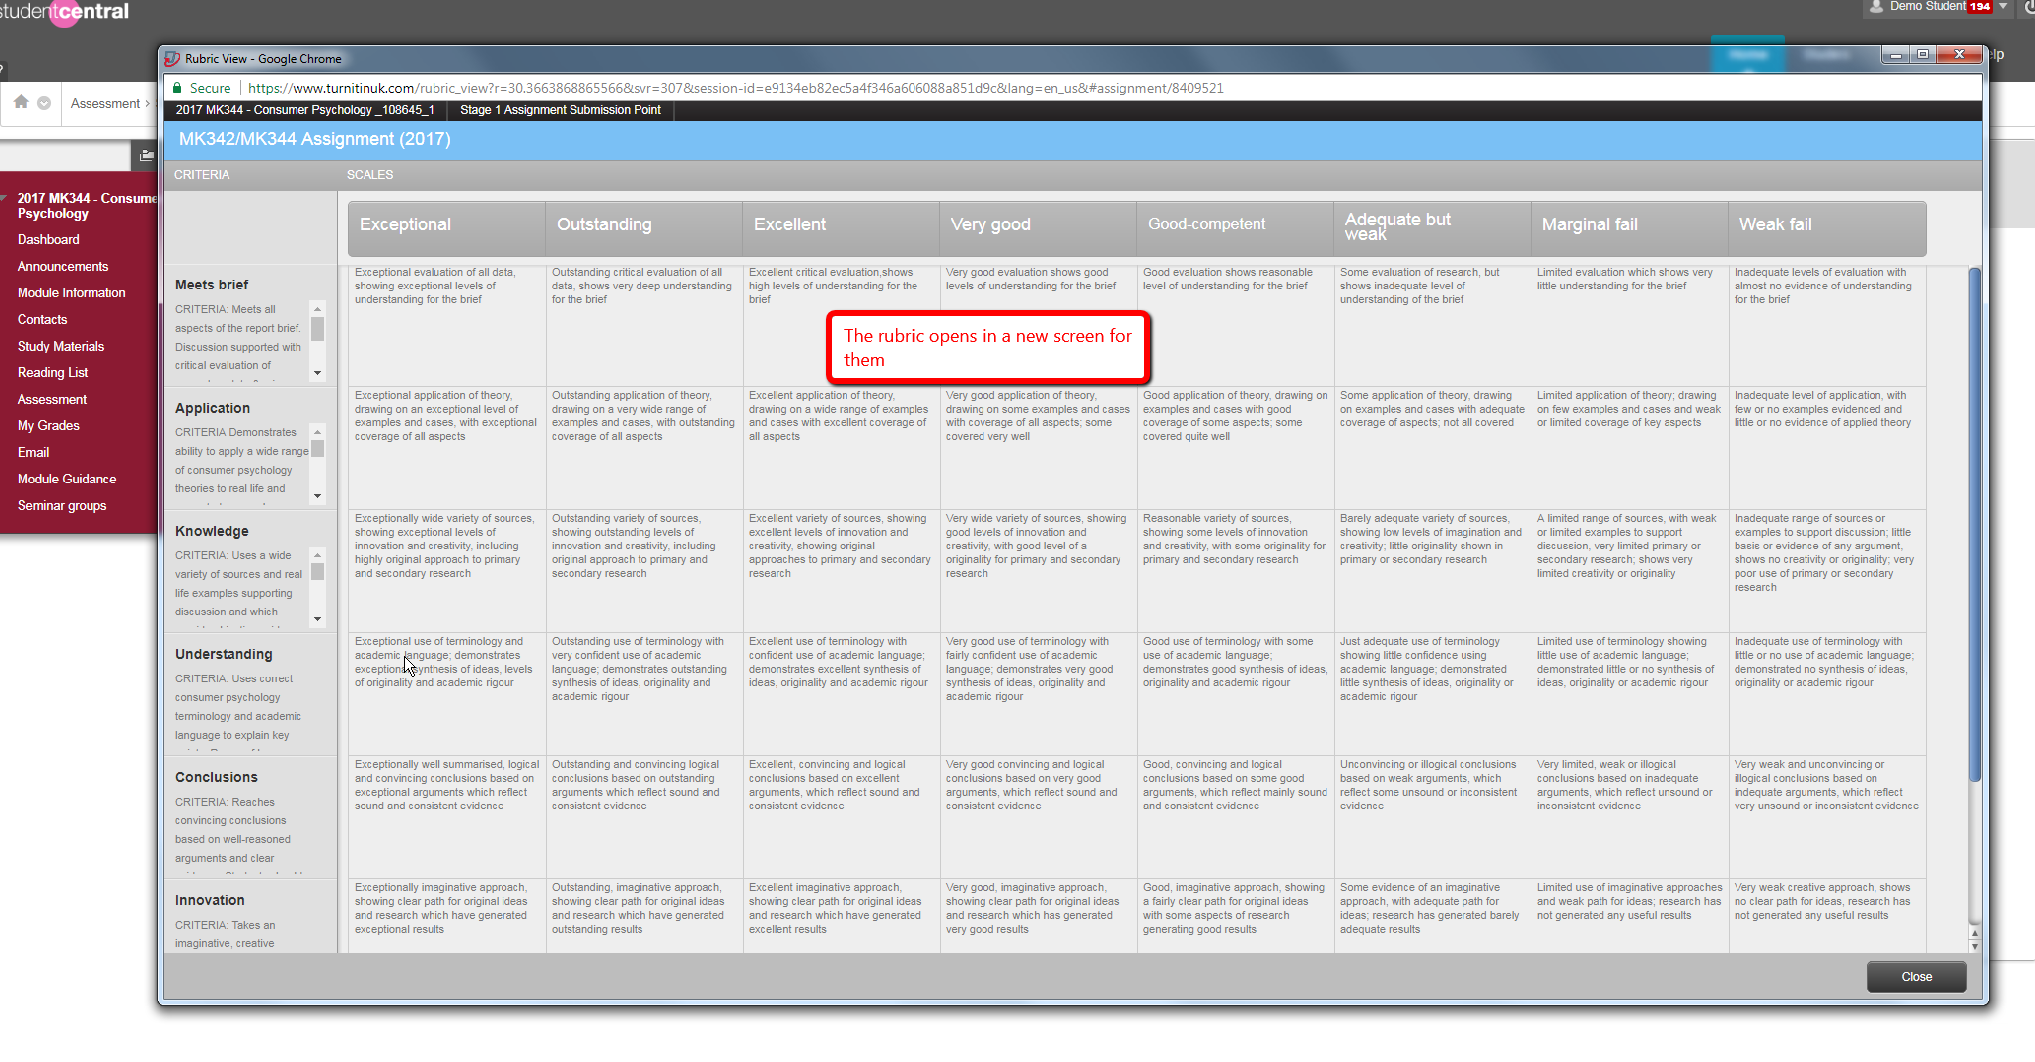 studentcentral
Demo Student 194
Rubric View - Google Chrome
Secure https://www.turnitinuk.com/rubric_view?r=30.3663868865566&svr=307&session-id=e9134eb82ec5a4f346a606088a851d9c&lang=en_us&#assignment/8409521
2017 MK344 - Consumer Psychology _108645_1 Stage 1 Assignment Submission Point
Assessment >
MK342/MK344 Assignment (2017)
CRITERIA SCALES
2017 MK344 - Consume
Psychology
Dashboard
Announcements
Module Information
Contacts
Study Materials
Reading List
Assessment
My Grades
Email
Module Guidance
Seminar groups
Exceptional
Outstanding
Excellent
Very good
Good-competent
Adequate but
weak
Marginal fail
Weak fail
Meets brief
CRITERIA: Meets all
aspects of the report brief.
Discussion supported with
critical evaluation of
Exceptional evaluation of all data,
showing exceptional levels of
understanding for the brief
Outstanding critical evaluation of all
data, shows very deep understanding
for the brief
Excellent critical evaluation,shows
high levels of understanding for the
brief
Very good evaluation shows good
levels of understanding for the brief
Good evaluation shows reasonable
level of understanding for the brief
Some evaluation of research, but
shows inadequate level of
understanding of the brief
Limited evaluation which shows very
little understanding for the brief
Inadequate levels of evaluation with
almost no evidence of understanding
for the brief
The rubric opens in a new screen for
them
Application
CRITERIA Demonstrates
ability to apply a wide range
of consumer psychology
theories to real life and
Exceptional application of theory,
drawing on an exceptional level of
examples and cases, with exceptional
coverage of all aspects
Outstanding application of theory,
drawing on a very wide range of
examples and cases, with outstanding
coverage of all aspects
Excellent application of theory,
drawing on a wide range of examples
and cases with excellent coverage of
all aspects
Very good application of theory,
drawing on some examples and cases
with coverage of all aspects; some
covered very well
Good application of theory, drawing on
examples and cases with good
coverage of some aspects; some
covered quite well
Some application of theory, drawing
on examples and cases with adequate
coverage of aspects; not all covered
Limited application of theory; drawing
on few examples and cases and weak
or limited coverage of key aspects
Inadequate level of application, with
few or no examples evidenced and
little or no evidence of applied theory
Knowledge
CRITERIA: Uses a wide
variety of sources and real
life examples supporting
discussion and which
Exceptionally wide variety of sources,
showing exceptional levels of
innovation and creativity, including
highly original approach to primary
and secondary research
Outstanding variety of sources,
showing outstanding levels of
innovation and creativity, including
original approach to primary and
secondary research
Excellent variety of sources, showing
excellent levels of innovation and
creativity, showing original
approaches to primary and secondary
research
Very wide variety of sources, showing
good levels of innovation and
creativity, with good level of a
originality for primary and secondary
research
Reasonable variety of sources,
showing some levels of innovation
and creativity, with some originality for
primary and secondary research
Barely adequate variety of sources,
showing low levels of imagination and
creativity; little originality shown in
primary or secondary research
A limited range of sources, with weak
or limited examples to support
discussion, very limited primary or
secondary research; shows very
limited creativity or originality
Inadequate range of sources or
examples to support discussion; little
basis or evidence of any argument,
shows no creativity or originality; very
poor use of primary or secondary
research
Understanding
CRITERIA: Uses correct
consumer psychology
terminology and academic
language to explain key
Exceptional use of terminology and
academic language; demonstrates
exceptional synthesis of ideas, levels
of originality and academic rigour
Outstanding use of terminology with
very confident use of academic
language; demonstrates outstanding
synthesis of ideas, originality and
academic rigour
Excellent use of terminology with
confident use of academic language;
demonstrates excellent synthesis of
ideas, originality and academic rigour
Very good use of terminology with
fairly confident use of academic
language; demonstrates very good
synthesis of ideas, originality and
academic rigour
Good use of terminology with some
use of academic language;
demonstrates good synthesis of ideas,
originality and academic rigour
Just adequate use of terminology
showing little confidence using
academic language; demonstrated
little synthesis of ideas, originality or
academic rigour
Limited use of terminology showing
little use of academic language;
demonstrated little or no synthesis of
ideas, originality or academic rigour
Inadequate use of terminology with
little or no use of academic language;
demonstrated no synthesis of ideas,
originality or academic rigour
Conclusions
CRITERIA: Reaches
convincing conclusions
based on well-reasoned
arguments and clear
Exceptionally well summarised, logical
and convincing conclusions based on
exceptional arguments which reflect
sound and consistent evidence
Outstanding and convincing logical
conclusions based on outstanding
arguments which reflect sound and
consistent evidence
Excellent, convincing and logical
conclusions based on excellent
arguments, which reflect sound and
consistent evidence
Very good convincing and logical
conclusions based on very good
arguments, which reflect sound and
consistent evidence
Good, convincing and logical
conclusions based on some good
arguments, which reflect mainly sound
and consistent evidence
Unconvincing or illogical conclusions
based on weak arguments, which
reflect some unsound or inconsistent
evidence
Very limited, weak or illogical
conclusions based on inadequate
arguments, which reflect unsound or
inconsistent evidence
Very weak and unconvincing or
illogical conclusions based on
indequate arguments, which reflect
very unsound or inconsistent evidence
Innovation
CRITERIA: Takes an
imaginative, creative
Exceptionally imaginative approach,
showing clear path for original ideas
and research which have generated
exceptional results
Outstanding, imaginative approach,
showing clear path for original ideas
and research which have generated
outstanding results
Excellent imaginative approach,
showing clear path for original ideas
and research which have generated
excellent results
Very good, imaginative approach,
showing clear path for original ideas
and research which has generated
very good results
Good, imaginative approach, showing
a fairly clear path for original ideas
with some aspects of research
generating good results
Some evidence of an imaginative
approach, with adequate path for
ideas; research has generated barely
adequate results
Limited use of imaginative approaches
and weak path for ideas; research has
not generated any useful results
Very weak creative approach, shows
no clear path for ideas, research has
not generated any useful results
Close